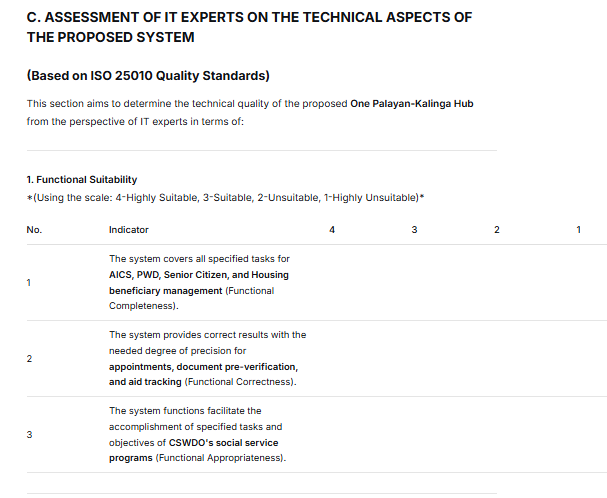 C. ASSESSMENT OF IT EXPERTS ON THE TECHNICAL ASPECTS OF
THE PROPOSED SYSTEM
(Based on ISO 25010 Quality Standards)
This section aims to determine the technical quality of the proposed One Palayan-Kalinga Hub
from the perspective of IT experts in terms of:
1. Functional Suitability
*(Using the scale: 4-Highly Suitable, 3-Suitable, 2-Unsuitable, 1-Highly Unsuitable)*
No. Indicator 4 3 2 1
The system covers all specified tasks for
AICS, PWD, Senior Citizen, and Housing
1 beneficiary management (Functional
Completeness).
The system provides correct results with the
needed degree of precision for
2 appointments, document pre-verification,
and aid tracking (Functional Correctness).
The system functions facilitate the
accomplishment of specified tasks and
3 objectives of CSWDO's social service
programs (Functional Appropriateness).